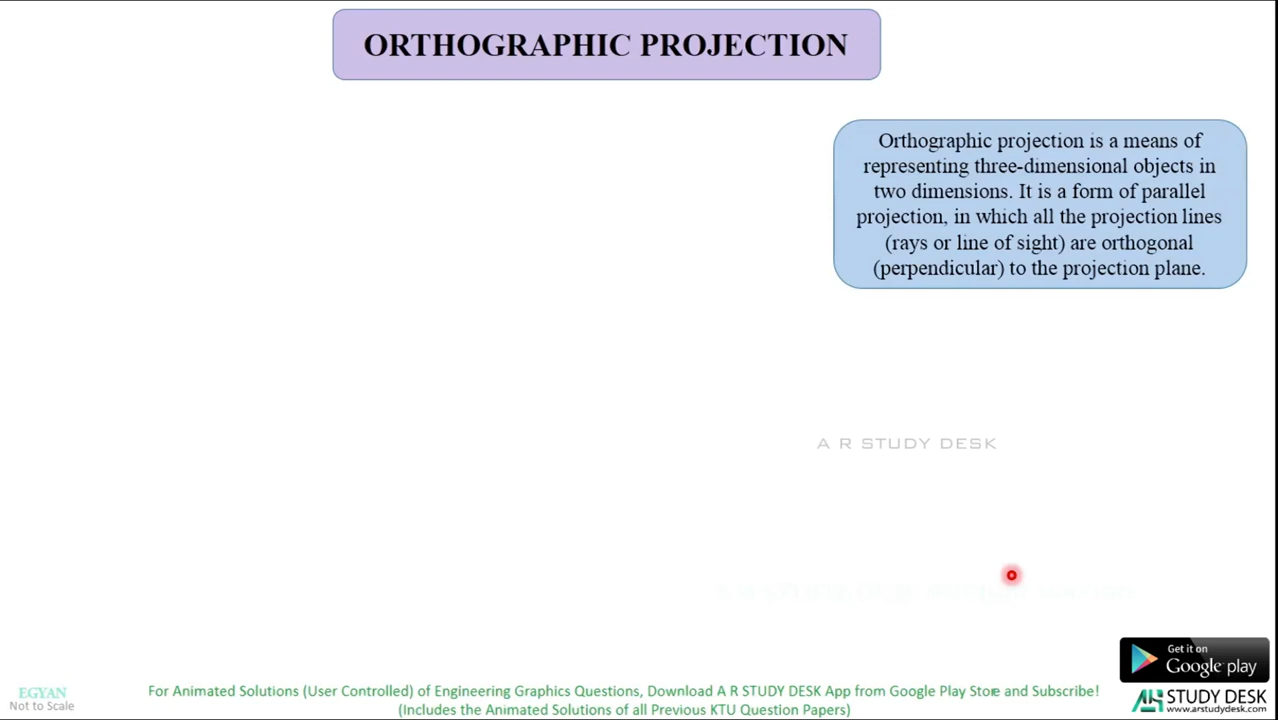 ORTHOGRAPHIC PROJECTION
Orthographic projection is a means of
representing three-dimensional objects in
two dimensions. It is a form of parallel
projection, in which all the projection lines
(rays or line of sight) are orthogonal
(perpendicular) to the projection plane.
A R STUDY DESK
Get it on
Google play
EGYAN
Not to Scale
For Animated Solutions (User Controlled) of Engineering Graphics Questions, Download A R STUDY DESK App from Google Play Store and Subscribe!
(Includes the Animated Solutions of all Previous KTU Question Papers)
STUDY DESK
www.arstudydesk.com